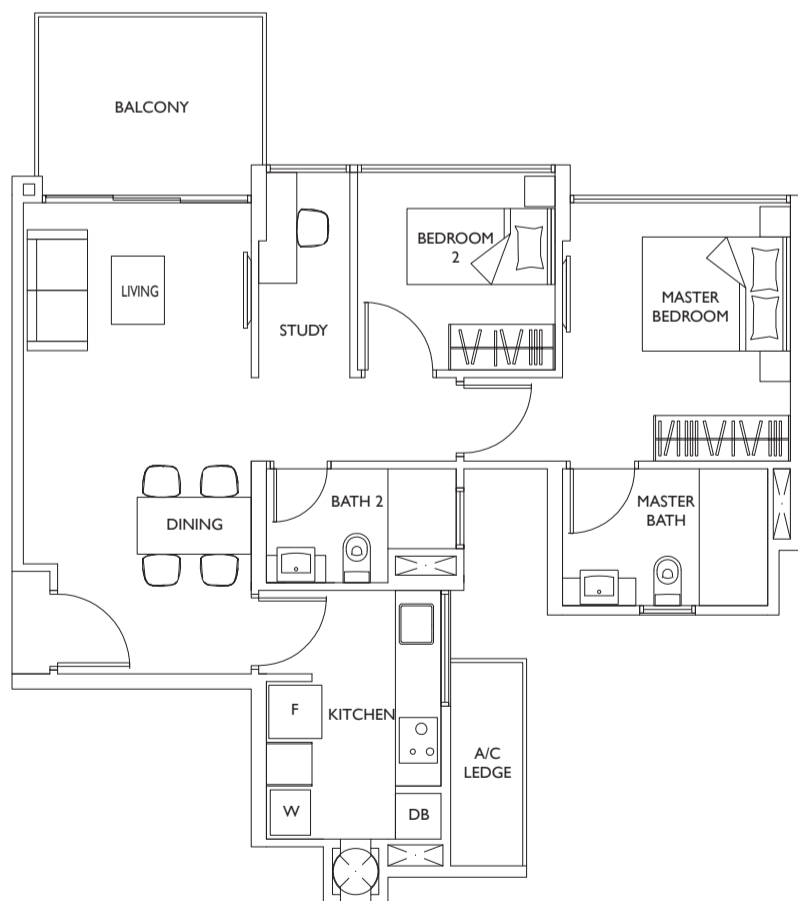 BALCONY
BEDROOM
2
LIVING
MASTER
BEDROOM
STUDY
DINING
BATH 2
MASTER
BATH
F
KITCHEN
A/C
LEDGE
W
DB